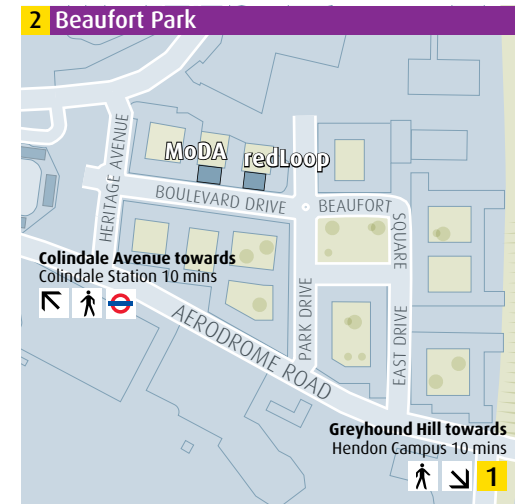 2 Beaufort Park
HERITAGE AVENUE
MoDA
redLoop
BOULEVARD DRIVE
BEAUFORT
SQUARE
Colindale Avenue towards
Colindale Station 10 mins
AERODROME ROAD
PARK DRIVE
EAST DRIVE
Greyhound Hill towards
Hendon Campus 10 mins
1